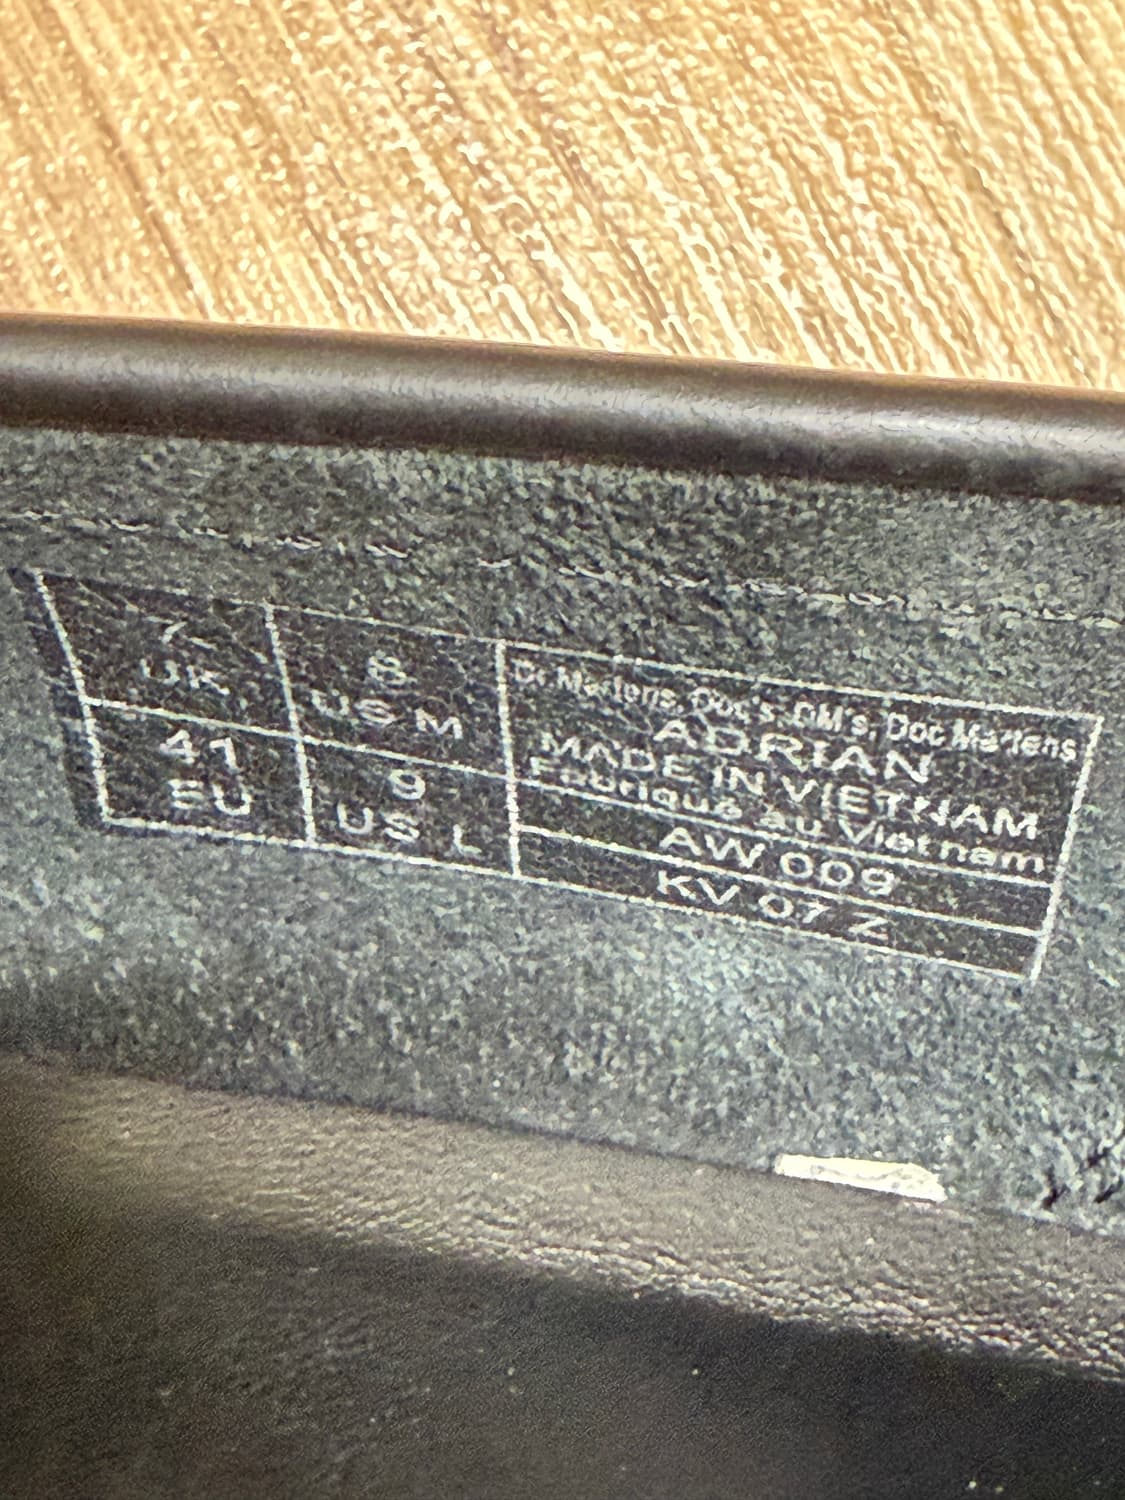 7
UK
8
US M
41
EU
9
US L
Dr.Martens, Doc's, DM's, Doc Martens
ADRIAN
MADE IN VIETNAM
Fabriqué au Vietnam
AW 009
KV 07 Z